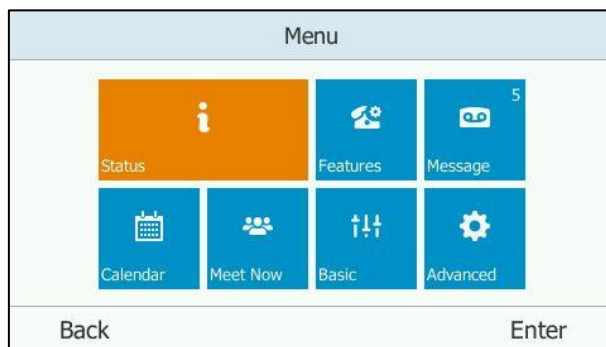 Menu
5
Status Features Message
Calendar Meet Now Basic Advanced
Back Enter